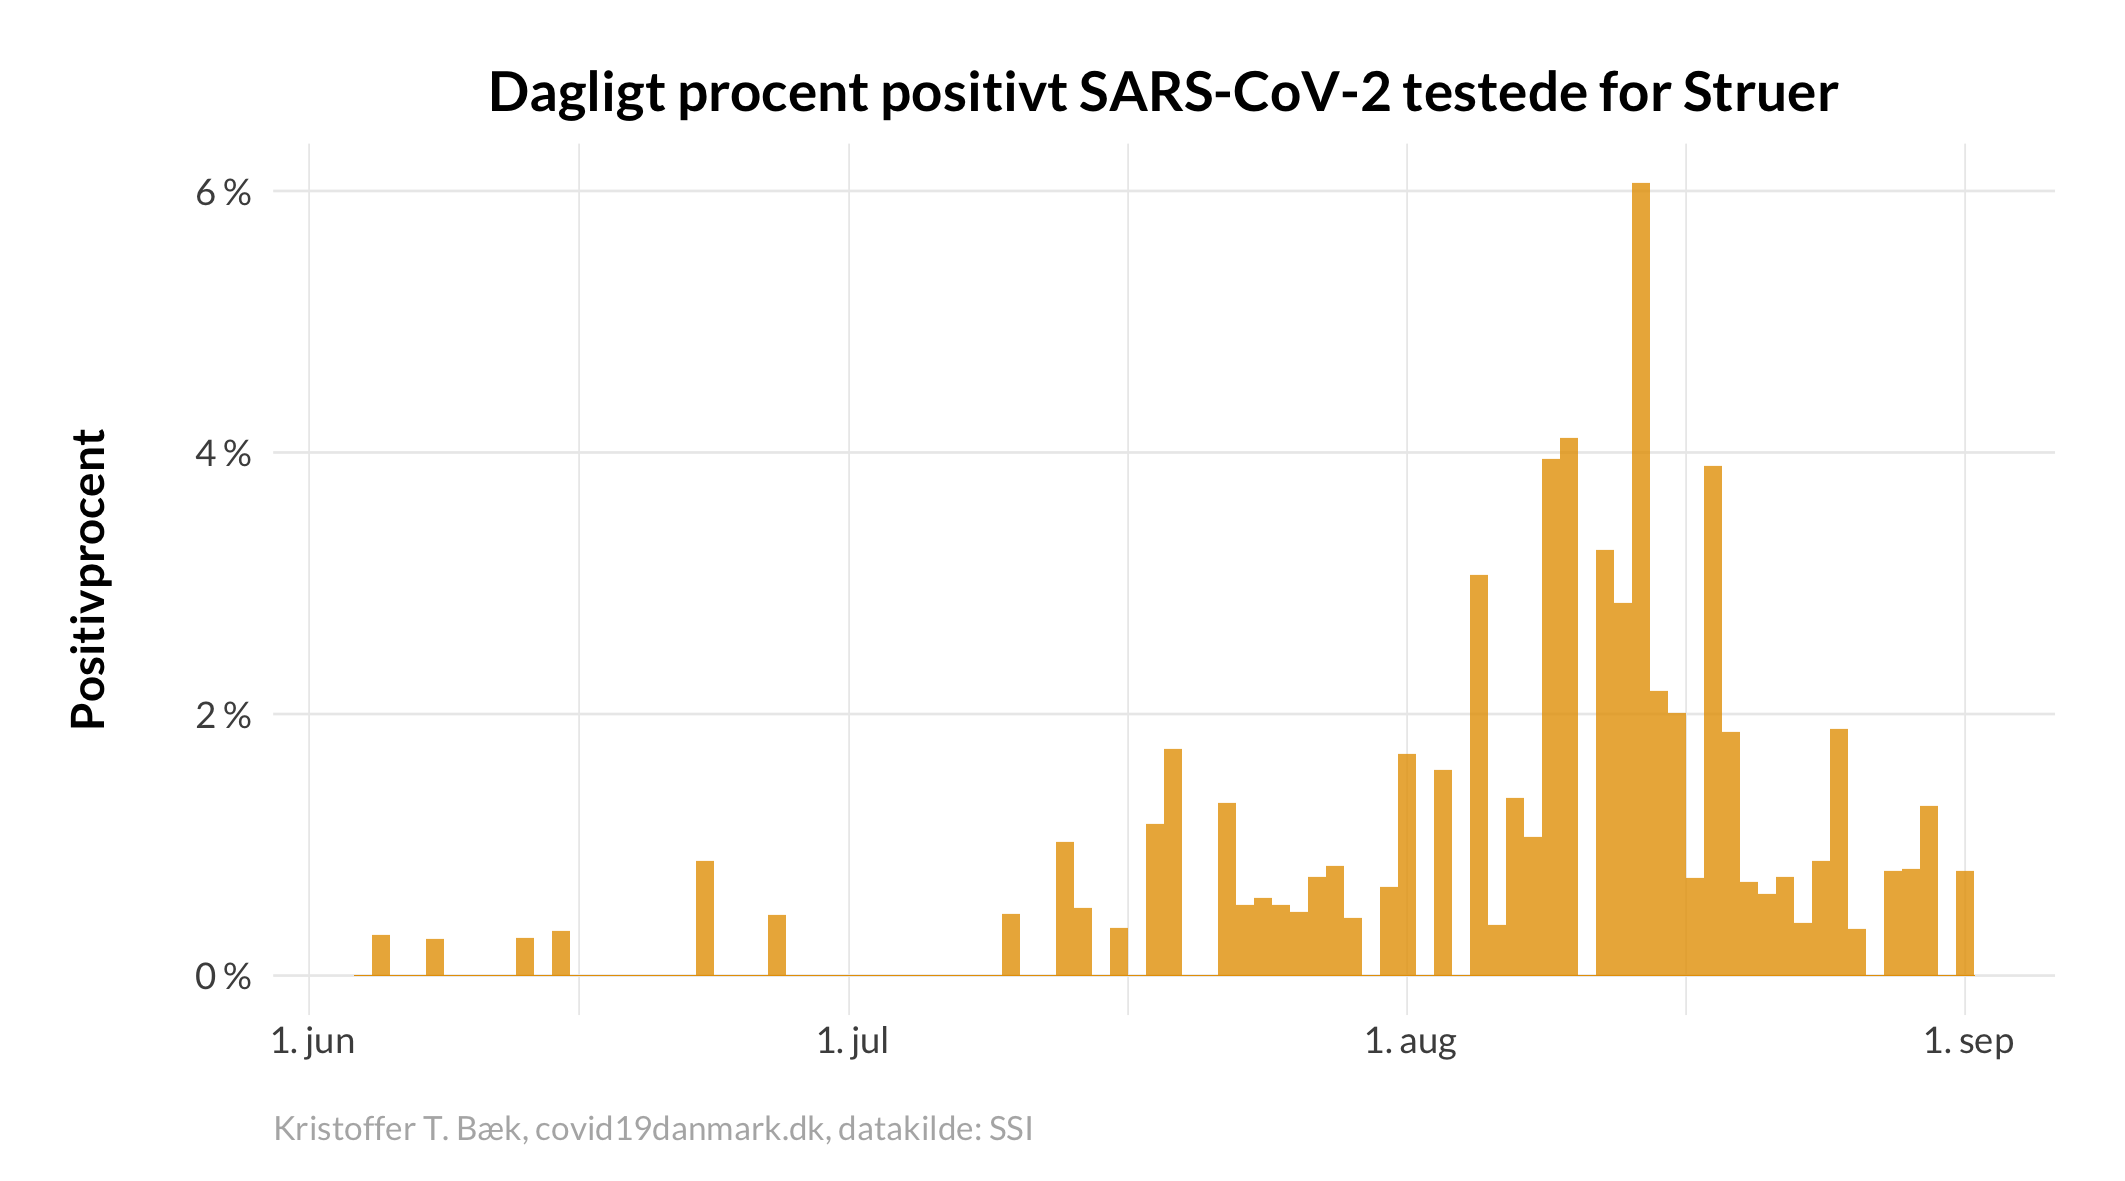 Dagligt procent positivt SARS-CoV-2 testede for Struer
Positivprocent
6 %
4 %
2 %
0 %
1. jun
1. jul
1. aug
1. sep
Kristoffer T. Bæk, covid19danmark.dk, datakilde: SSI